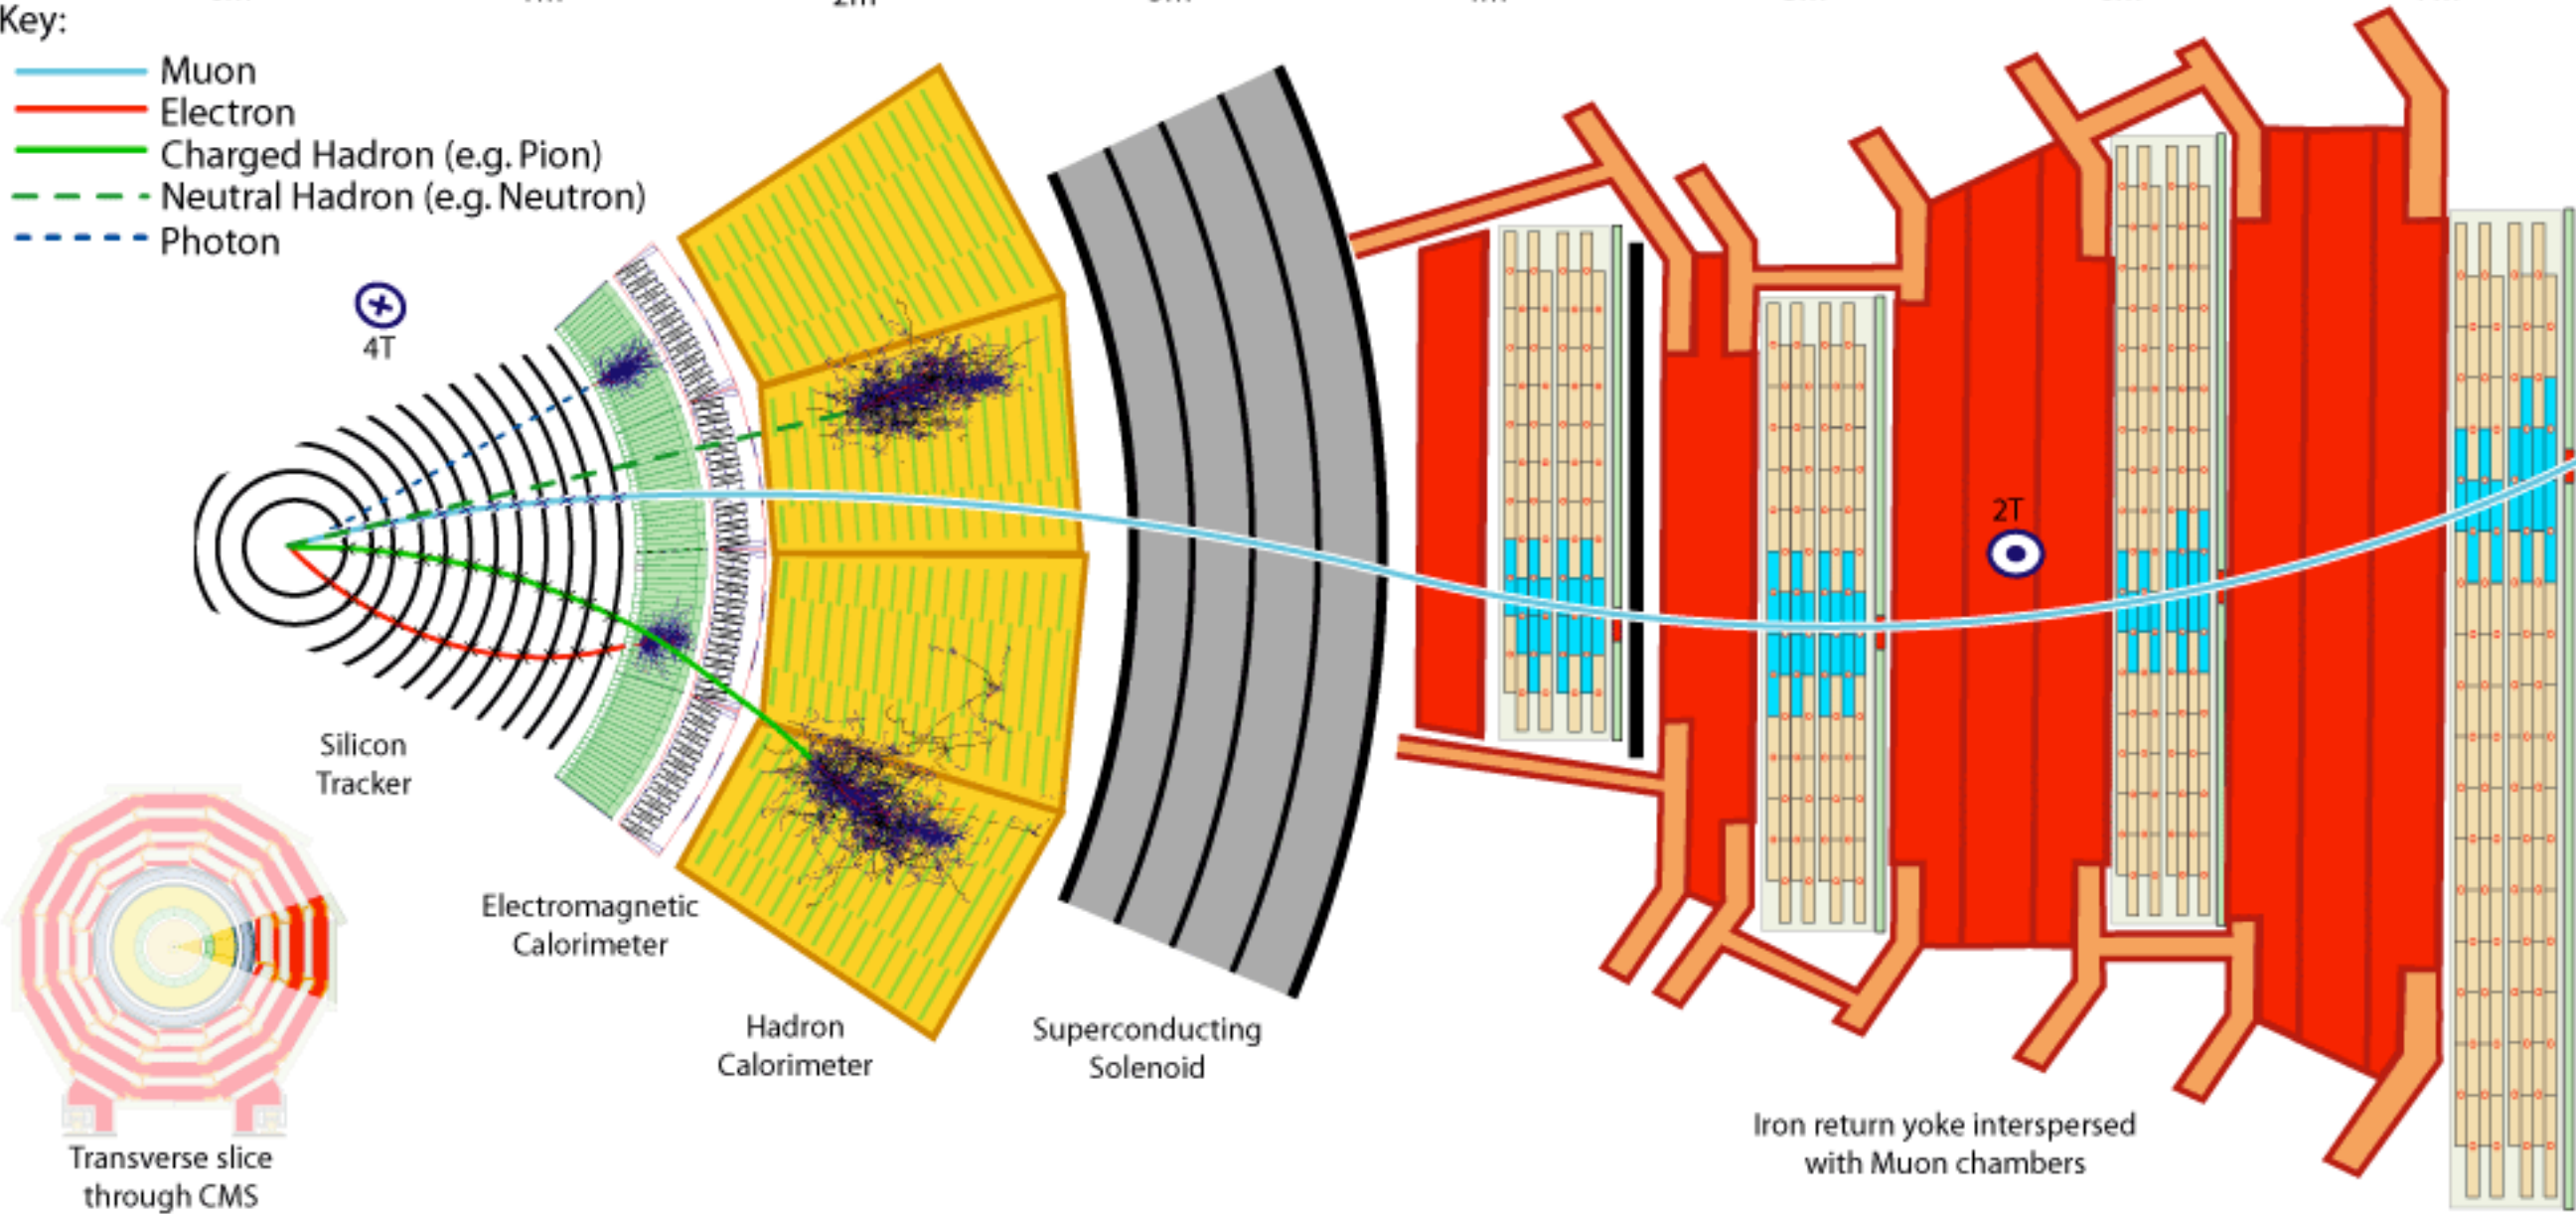 2m
Key:
Muon
Electron
Charged Hadron (e.g. Pion)
Neutral Hadron (e.g. Neutron)
Photon
4T
2T
Silicon
Tracker
Electromagnetic
Calorimeter
Hadron
Calorimeter
Superconducting
Solenoid
Iron return yoke interspersed
with Muon chambers
Transverse slice
through CMS